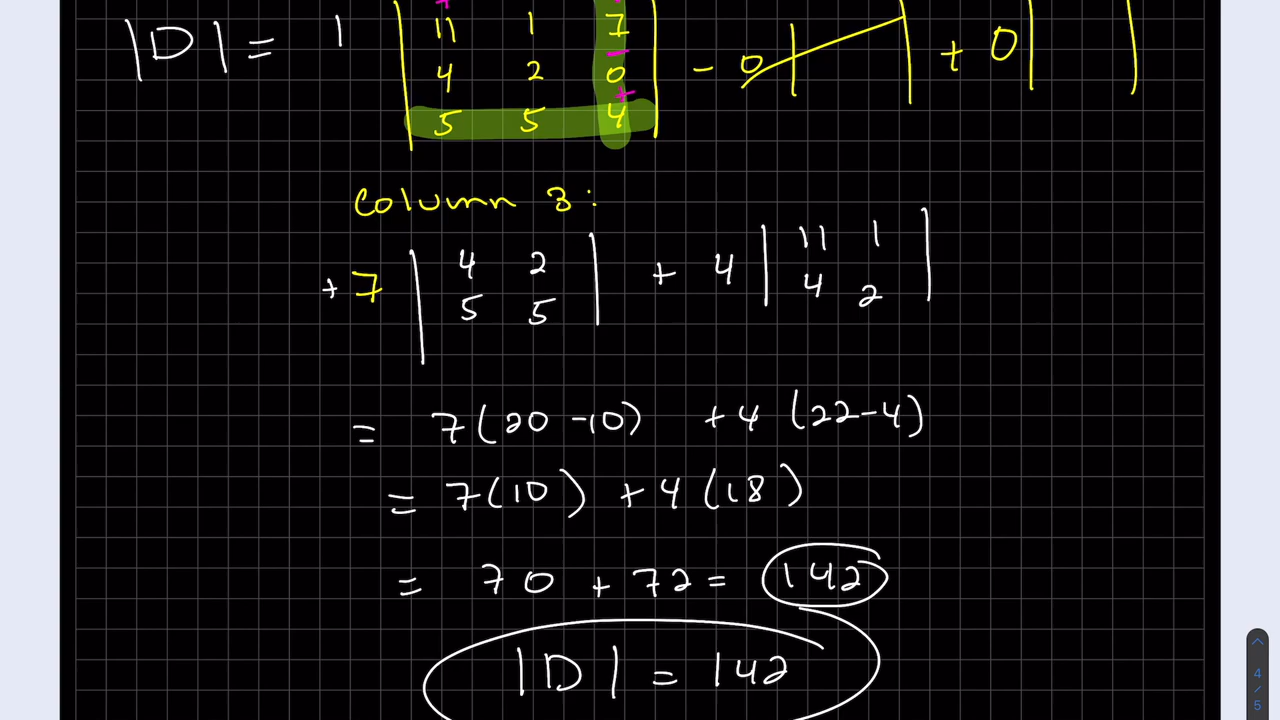 |D| = 1 | 11 1 7 | - 0 | | + 0 | |
4 2 0
5 5 4
Column 3:
+ 7 | 4 2 | + 4 | 11 1 |
5 5 4 2
= 7(20 - 10) + 4 (22 - 4)
= 7(10) + 4 (18)
= 70 + 72 = 142
|D| = 142
4
/
5